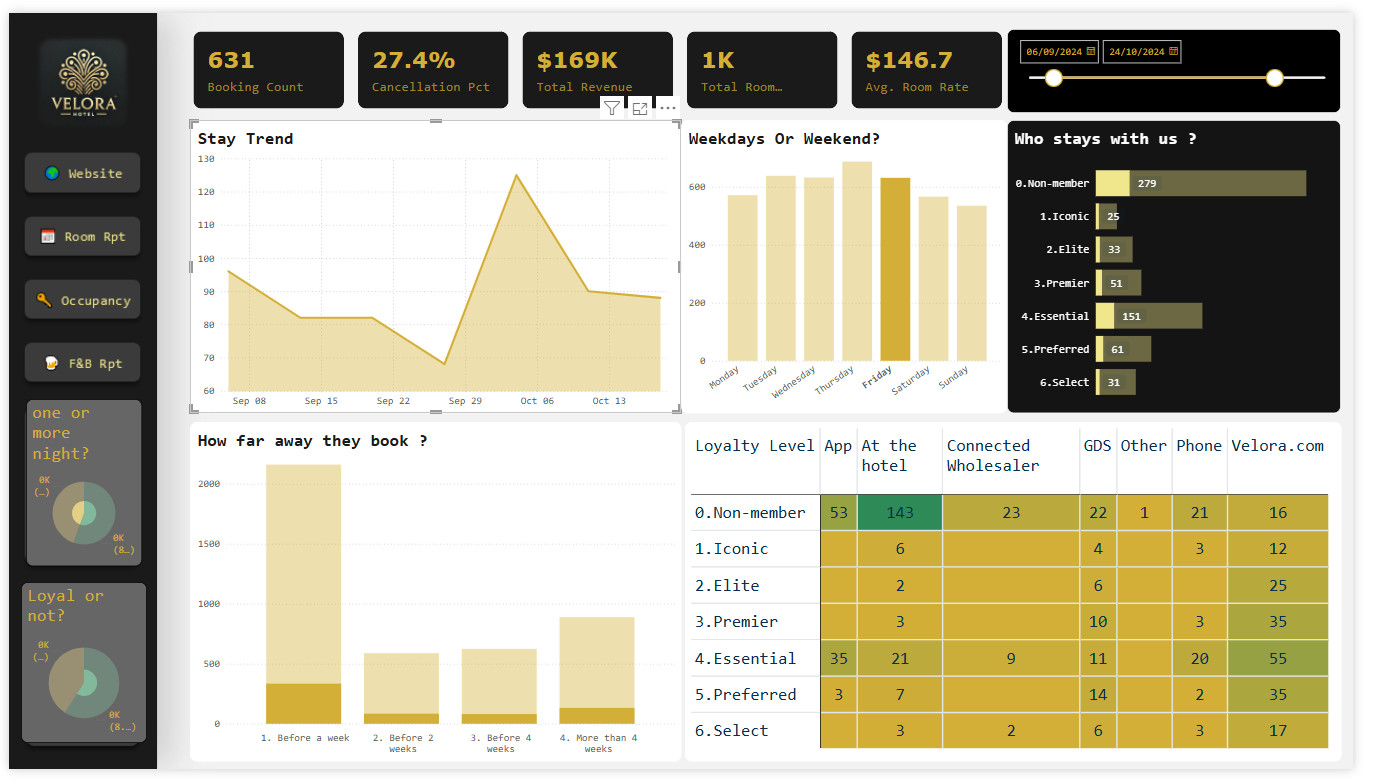 VELORA
HOTEL
Website
Room Rpt
Occupancy
F&B Rpt
one or
more
night?
0K
(…)
0K
(8…)
Loyal or
not?
0K
(…)
0K
(8.…)
631
Booking Count
27.4%
Cancellation Pct
$169K
Total Revenue
1K
Total Room…
$146.7
Avg. Room Rate
06/09/2024
24/10/2024
Stay Trend
130
120
110
100
90
80
70
60
Sep 08 Sep 15 Sep 22 Sep 29 Oct 06 Oct 13
Weekdays Or Weekend?
600
400
200
0
Monday Tuesday Wednesday Thursday Friday Saturday Sunday
Who stays with us ?
0.Non-member 279
1.Iconic 25
2.Elite 33
3.Premier 51
4.Essential 151
5.Preferred 61
6.Select 31
How far away they book ?
2000
1500
1000
500
0
1. Before a week 2. Before 2 3. Before 4 4. More than 4
weeks weeks weeks
Loyalty Level App At the Connected GDS Other Phone Velora.com
hotel Wholesaler
0.Non-member 53 143 23 22 1 21 16
1.Iconic 6 4 3 12
2.Elite 2 6 25
3.Premier 3 10 3 35
4.Essential 35 21 9 11 20 55
5.Preferred 3 7 14 2 35
6.Select 3 2 6 3 17